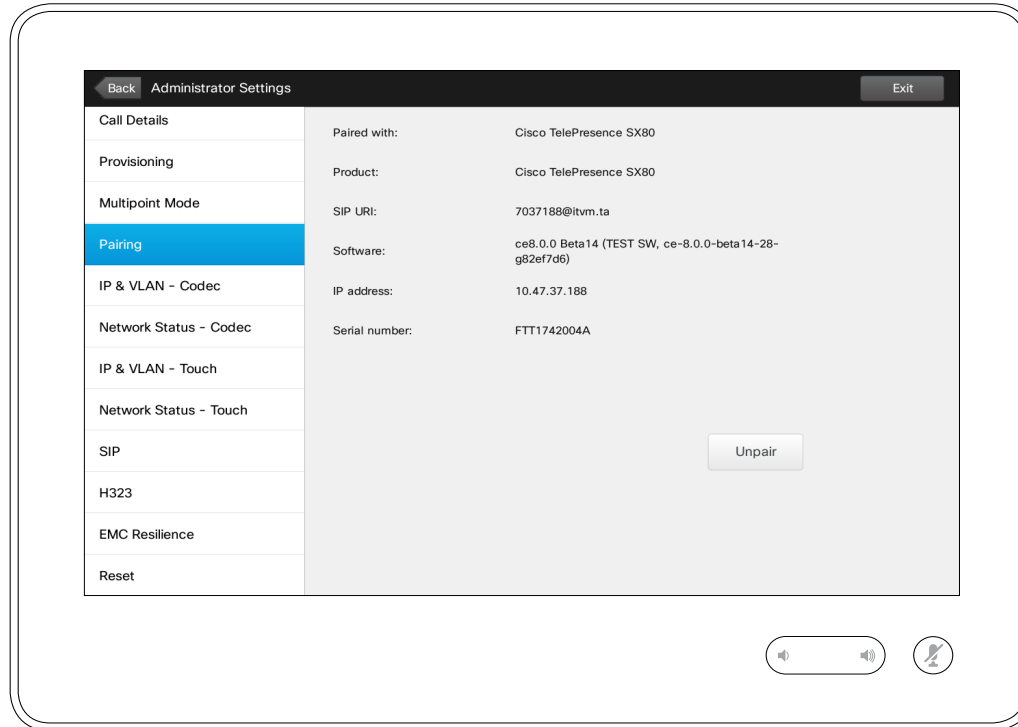 Back Administrator Settings Exit
Call Details
Provisioning
Multipoint Mode
Pairing
IP & VLAN - Codec
Network Status - Codec
IP & VLAN - Touch
Network Status - Touch
SIP
H323
EMC Resilience
Reset
Paired with: Cisco TelePresence SX80
Product: Cisco TelePresence SX80
SIP URI: 7037188@itvm.ta
Software: ce8.0.0 Beta14 (TEST SW, ce-8.0.0-beta14-28-
g82ef7d6)
IP address: 10.47.37.188
Serial number: FTT1742004A
Unpair